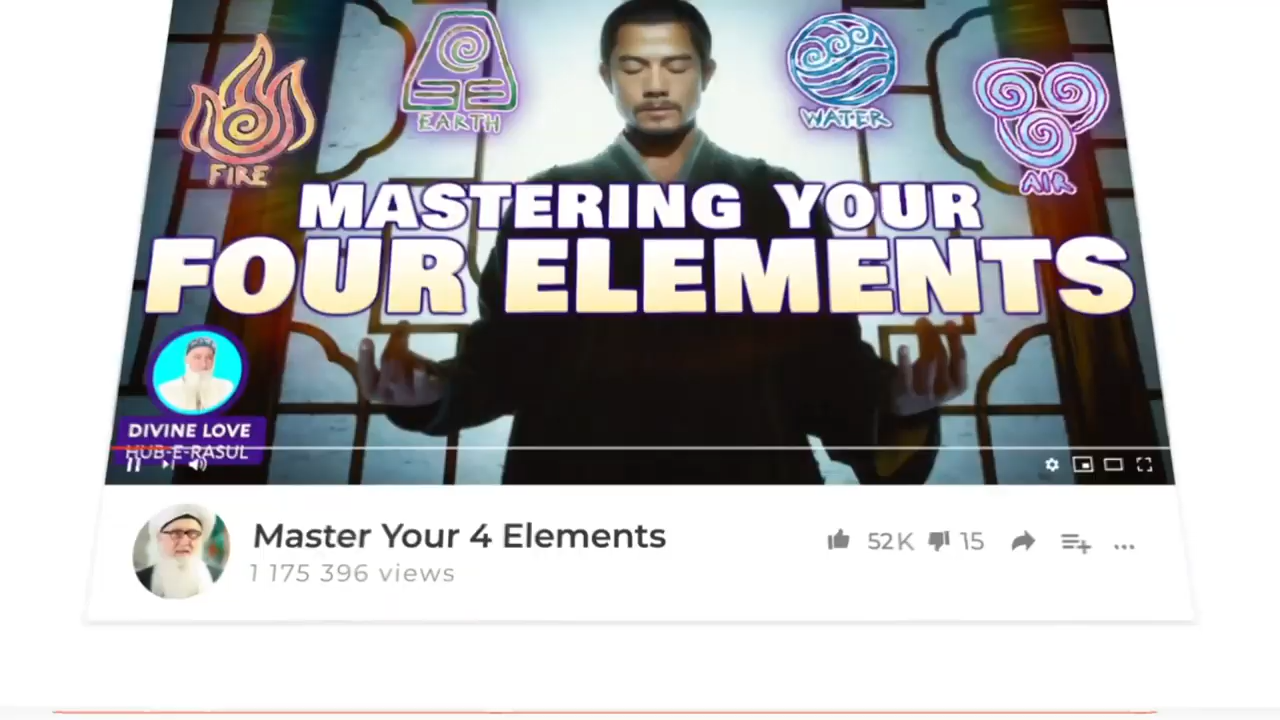 FIRE
EARTH
WATER
AIR
MASTERING YOUR
FOUR ELEMENTS
DIVINE LOVE
HUB-E-RASUL
Master Your 4 Elements
1 175 396 views
52K
15